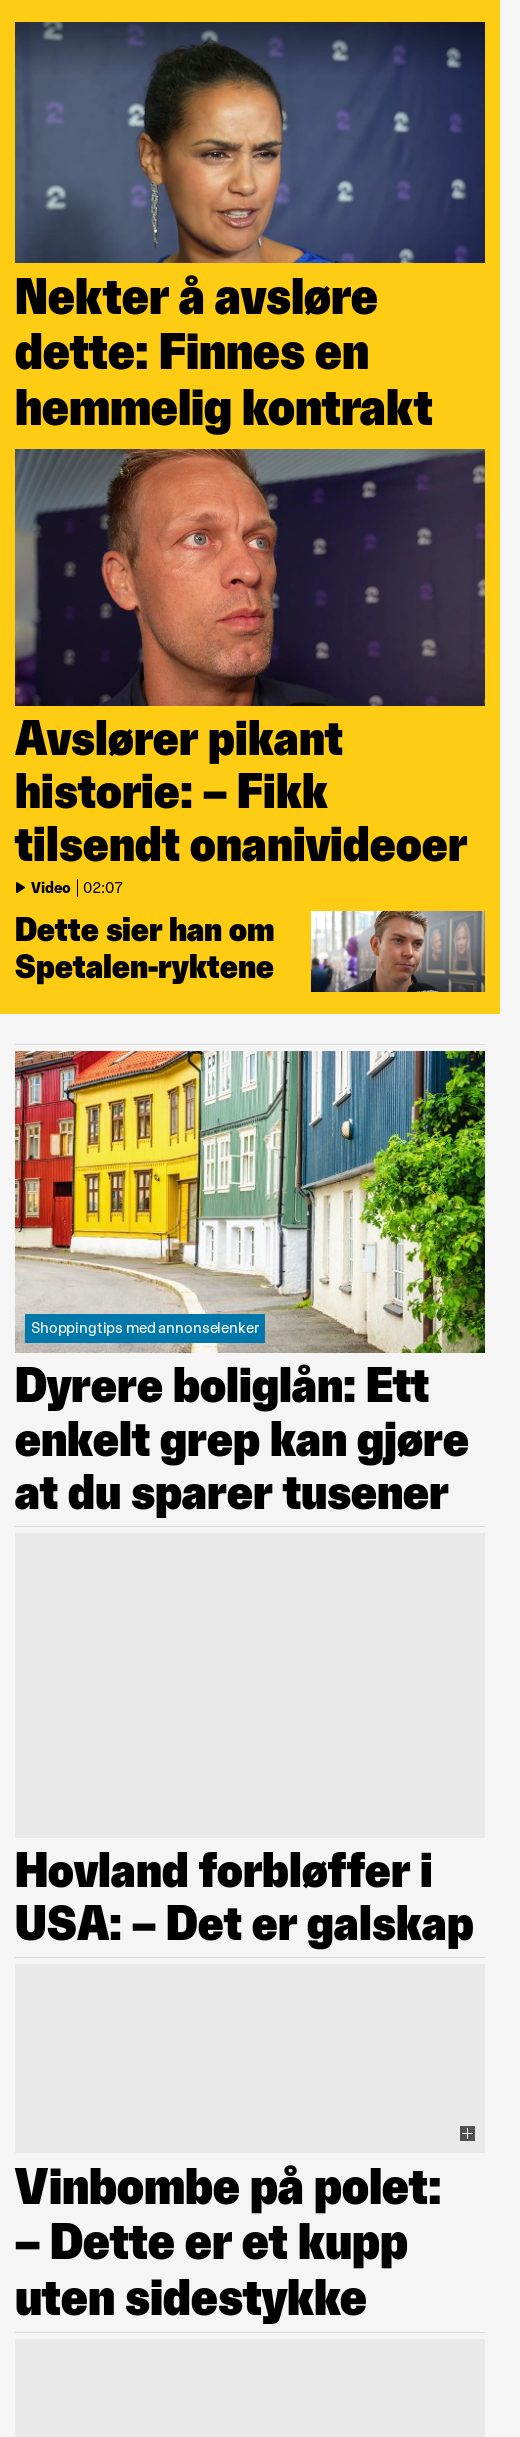 Nekter å avsløre
dette: Finnes en
hemmelig kontrakt
Avslører pikant
historie: – Fikk
tilsendt onanivideoer
Video | 02:07
Dette sier han om
Spetalen-ryktene
Shoppingtips med annonselenker
Dyrere boliglån: Ett
enkelt grep kan gjøre
at du sparer tusener
Hovland forbløffer i
USA: – Det er galskap
Vinbombe på polet:
– Dette er et kupp
uten sidestykke